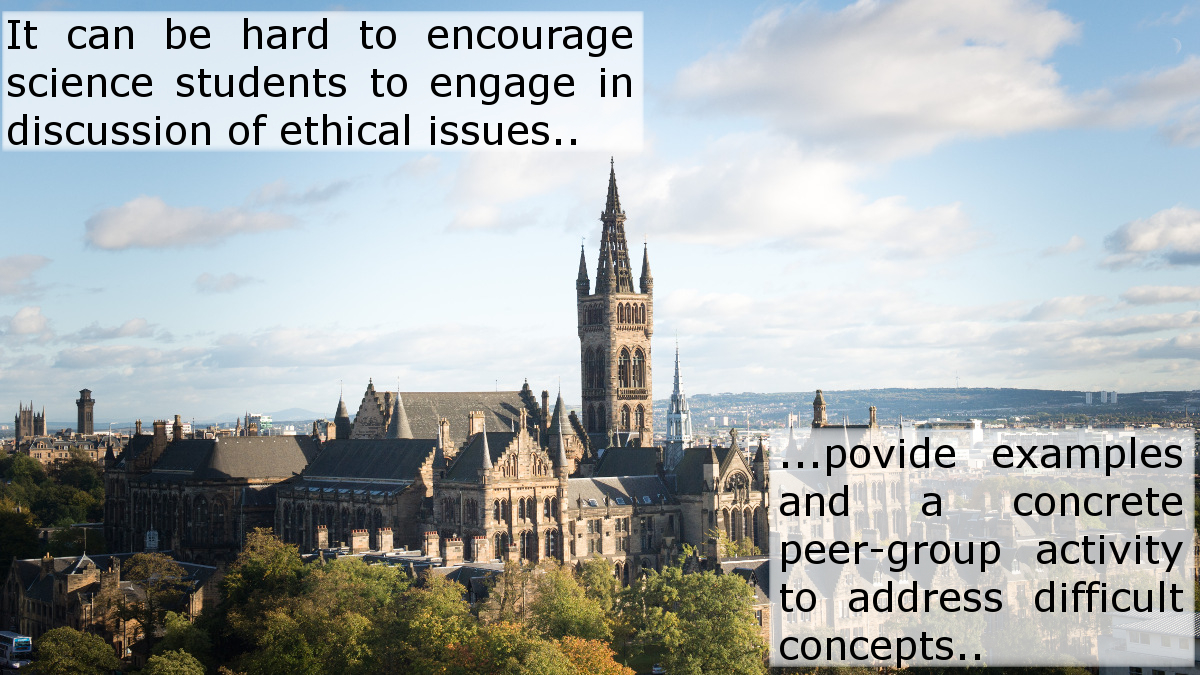 It can be hard to encourage
science students to engage in
discussion of ethical issues..
...povide examples
and a concrete
peer-group activity
to address difficult
concepts..